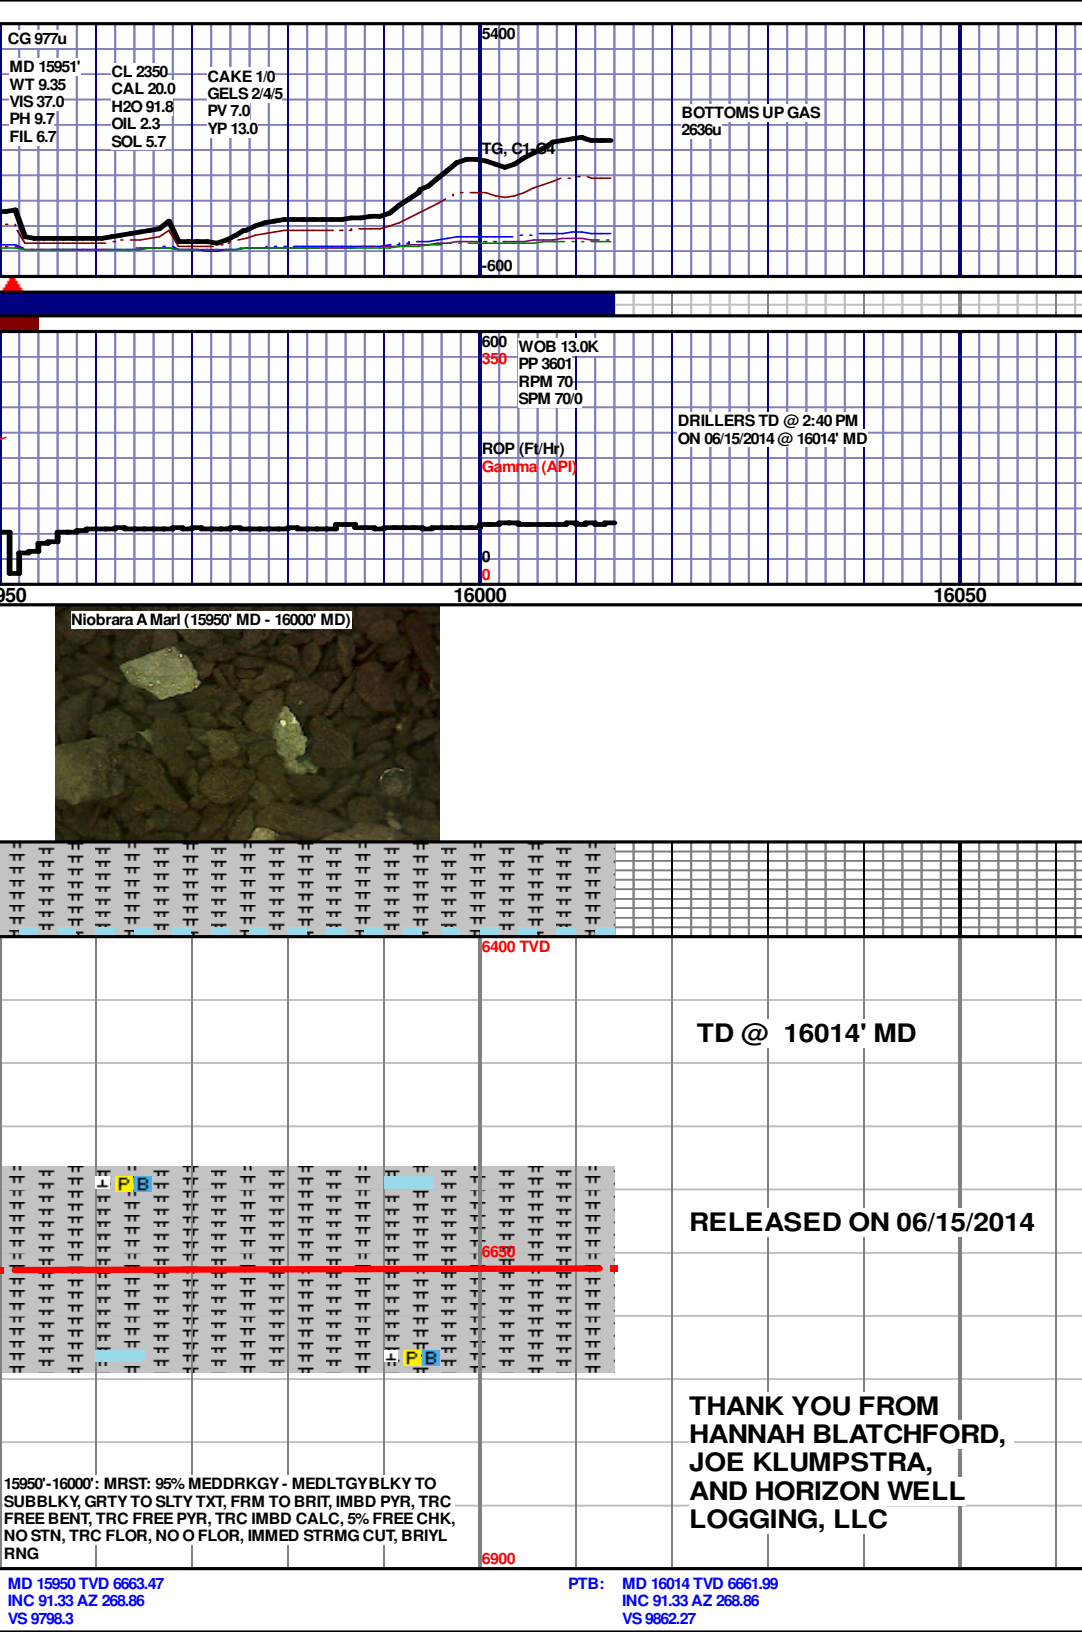 CG 977u
MD 15951'
WT 9.35
VIS 37.0
PH 9.7
FIL 6.7
CL 2350
CAL 20.0
H2O 91.8
OIL 2.3
SOL 5.7
CAKE 1/0
GELS 2/4/5
PV 7.0
YP 13.0
5400
BOTTOMS UP GAS
2636u
TG, C1-C4
-600
600
350
WOB 13.0K
PP 3601
RPM 70
SPM 70/0
DRILLERS TD @ 2:40 PM
ON 06/15/2014 @ 16014' MD
ROP (Ft/Hr)
Gamma (API)
0
0
950
16000
16050
Niobrara A Marl (15950' MD - 16000' MD)
6400 TVD
TD @ 16014' MD
P B
RELEASED ON 06/15/2014
6650
P B
THANK YOU FROM
HANNAH BLATCHFORD,
JOE KLUMPSTRA,
AND HORIZON WELL
LOGGING, LLC
15950'-16000': MRST: 95% MEDDRKGY - MEDLTGYBLKY TO
SUBBLKY, GRTY TO SLTY TXT, FRM TO BRIT, IMBD PYR, TRC
FREE BENT, TRC FREE PYR, TRC IMBD CALC, 5% FREE CHK,
NO STN, TRC FLOR, NO O FLOR, IMMED STRMG CUT, BRIYL
RNG
6900
MD 15950 TVD 6663.47
INC 91.33 AZ 268.86
VS 9798.3
PTB: MD 16014 TVD 6661.99
INC 91.33 AZ 268.86
VS 9862.27